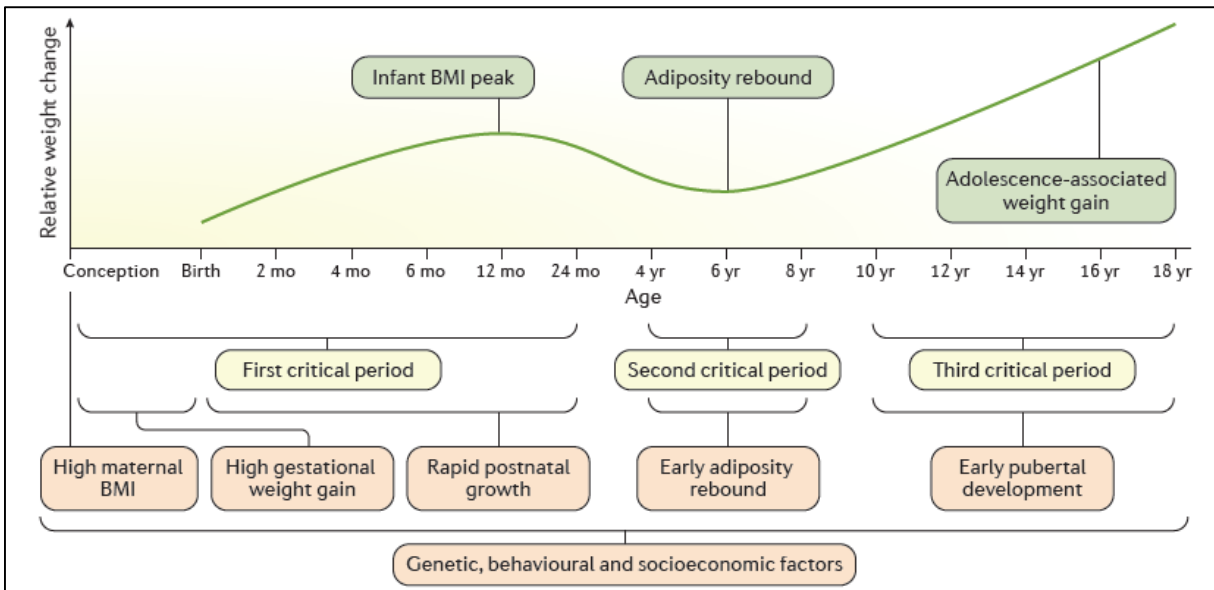 Relative weight change
Infant BMI peak
Adiposity rebound
Adolescence-associated
weight gain
Conception Birth 2 mo 4 mo 6 mo 12 mo 24 mo 4 yr 6 yr 8 yr 10 yr 12 yr 14 yr 16 yr 18 yr
Age
First critical period
Second critical period
Third critical period
High maternal
BMI
High gestational
weight gain
Rapid postnatal
growth
Early adiposity
rebound
Early pubertal
development
Genetic, behavioural and socioeconomic factors